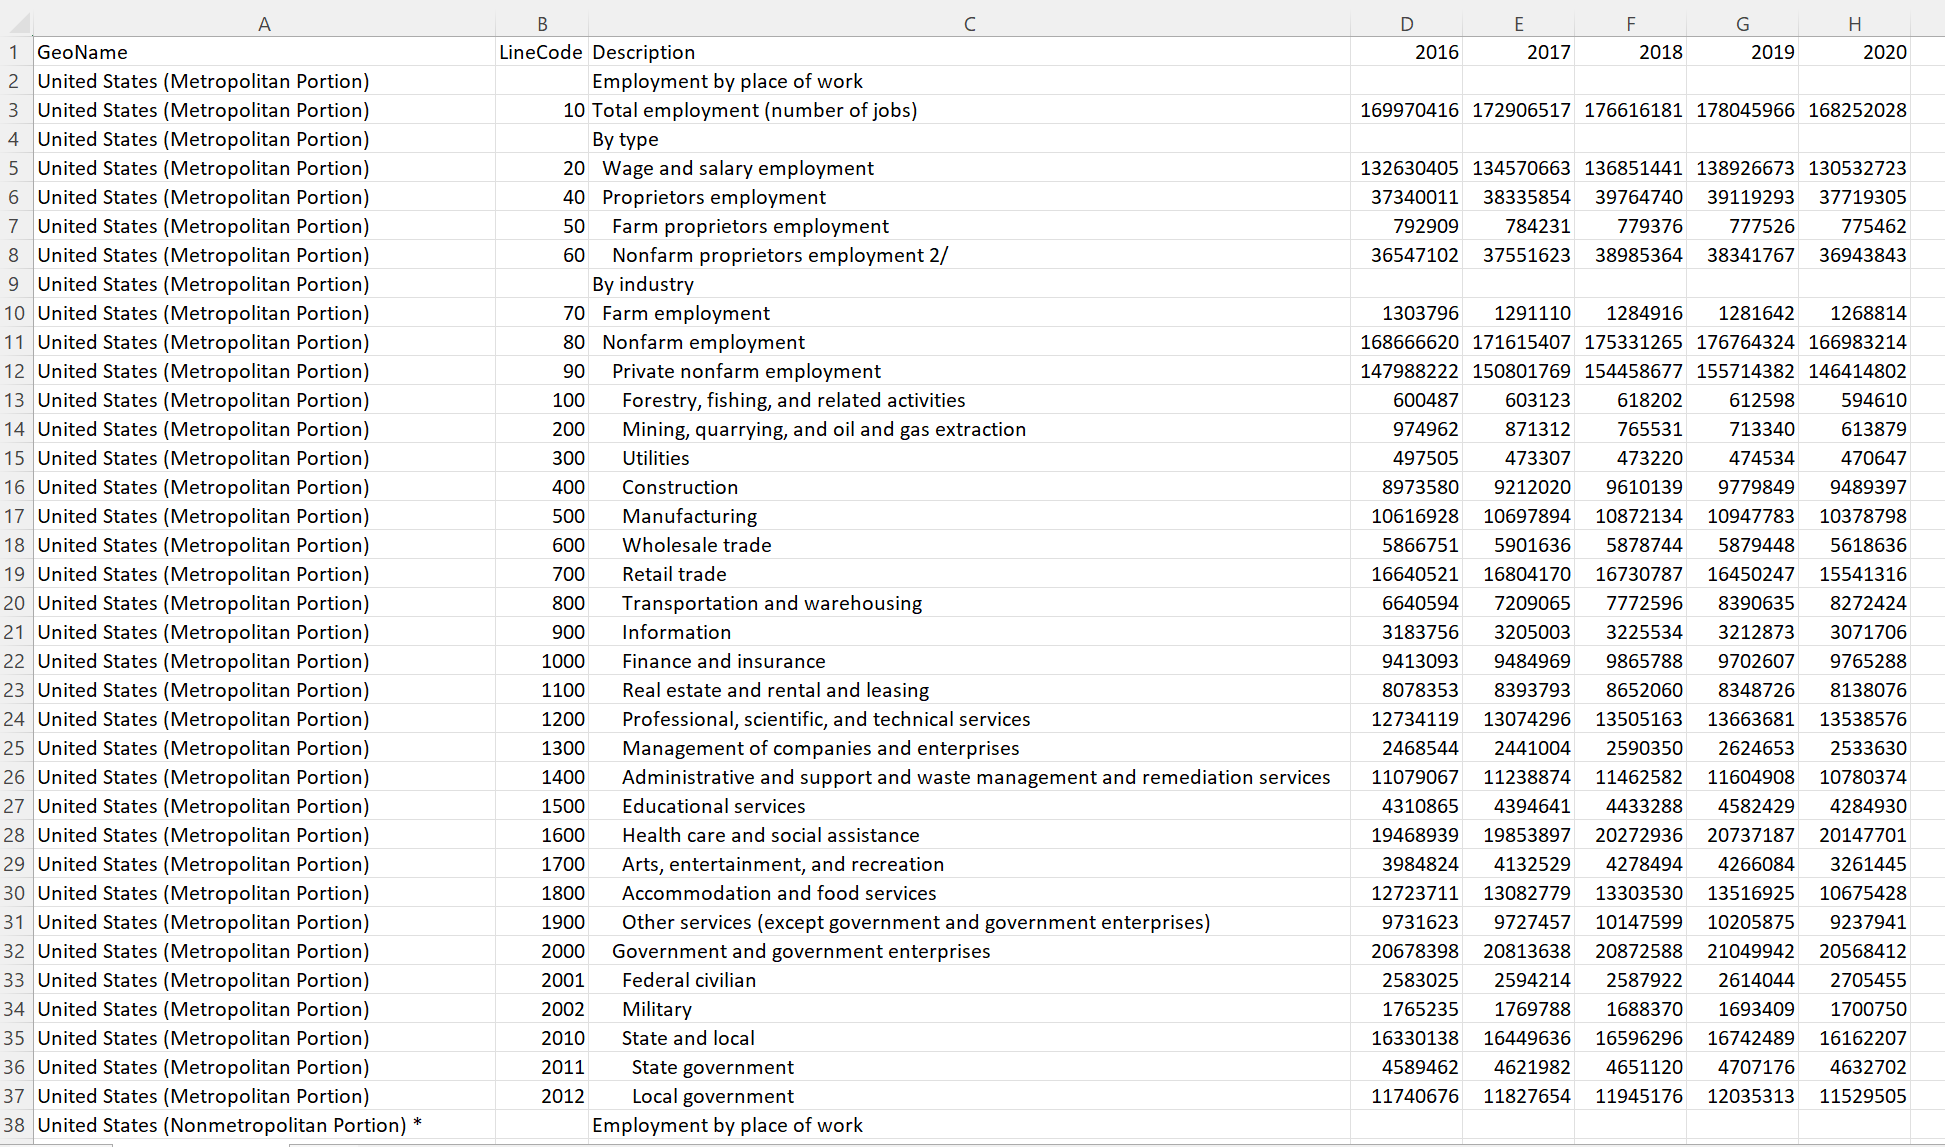 A B C D E F G H
1 GeoName LineCode Description 2016 2017 2018 2019 2020
2 United States (Metropolitan Portion) Employment by place of work
3 United States (Metropolitan Portion) 10 Total employment (number of jobs) 169970416 172906517 176616181 178045966 168252028
4 United States (Metropolitan Portion) By type
5 United States (Metropolitan Portion) 20 Wage and salary employment 132630405 134570663 136851441 138926673 130532723
6 United States (Metropolitan Portion) 40 Proprietors employment 37340011 38335854 39764740 39119293 37719305
7 United States (Metropolitan Portion) 50 Farm proprietors employment 792909 784231 779376 777526 775462
8 United States (Metropolitan Portion) 60 Nonfarm proprietors employment 2/ 36547102 37551623 38985364 38341767 36943843
9 United States (Metropolitan Portion) By industry
10 United States (Metropolitan Portion) 70 Farm employment 1303796 1291110 1284916 1281642 1268814
11 United States (Metropolitan Portion) 80 Nonfarm employment 168666620 171615407 175331265 176764324 166983214
12 United States (Metropolitan Portion) 90 Private nonfarm employment 147988222 150801769 154458677 155714382 146414802
13 United States (Metropolitan Portion) 100 Forestry, fishing, and related activities 600487 603123 618202 612598 594610
14 United States (Metropolitan Portion) 200 Mining, quarrying, and oil and gas extraction 974962 871312 765531 713340 613879
15 United States (Metropolitan Portion) 300 Utilities 497505 473307 473220 474534 470647
16 United States (Metropolitan Portion) 400 Construction 8973580 9212020 9610139 9779849 9489397
17 United States (Metropolitan Portion) 500 Manufacturing 10616928 10697894 10872134 10947783 10378798
18 United States (Metropolitan Portion) 600 Wholesale trade 5866751 5901636 5878744 5879448 5618636
19 United States (Metropolitan Portion) 700 Retail trade 16640521 16804170 16730787 16450247 15541316
20 United States (Metropolitan Portion) 800 Transportation and warehousing 6640594 7209065 7772596 8390635 8272424
21 United States (Metropolitan Portion) 900 Information 3183756 3205003 3225534 3212873 3071706
22 United States (Metropolitan Portion) 1000 Finance and insurance 9413093 9484969 9865788 9702607 9765288
23 United States (Metropolitan Portion) 1100 Real estate and rental and leasing 8078353 8393793 8652060 8348726 8138076
24 United States (Metropolitan Portion) 1200 Professional, scientific, and technical services 12734119 13074296 13505163 13663681 13538576
25 United States (Metropolitan Portion) 1300 Management of companies and enterprises 2468544 2441004 2590350 2624653 2533630
26 United States (Metropolitan Portion) 1400 Administrative and support and waste management and remediation services 11079067 11238874 11462582 11604908 10780374
27 United States (Metropolitan Portion) 1500 Educational services 4310865 4394641 4433288 4582429 4284930
28 United States (Metropolitan Portion) 1600 Health care and social assistance 19468939 19853897 20272936 20737187 20147701
29 United States (Metropolitan Portion) 1700 Arts, entertainment, and recreation 3984824 4132529 4278494 4266084 3261445
30 United States (Metropolitan Portion) 1800 Accommodation and food services 12723711 13082779 13303530 13516925 10675428
31 United States (Metropolitan Portion) 1900 Other services (except government and government enterprises) 9731623 9727457 10147599 10205875 9237941
32 United States (Metropolitan Portion) 2000 Government and government enterprises 20678398 20813638 20872588 21049942 20568412
33 United States (Metropolitan Portion) 2001 Federal civilian 2583025 2594214 2587922 2614044 2705455
34 United States (Metropolitan Portion) 2002 Military 1765235 1769788 1688370 1693409 1700750
35 United States (Metropolitan Portion) 2010 State and local 16330138 16449636 16596296 16742489 16162207
36 United States (Metropolitan Portion) 2011 State government 4589462 4621982 4651120 4707176 4632702
37 United States (Metropolitan Portion) 2012 Local government 11740676 11827654 11945176 12035313 11529505
38 United States (Nonmetropolitan Portion) * Employment by place of work